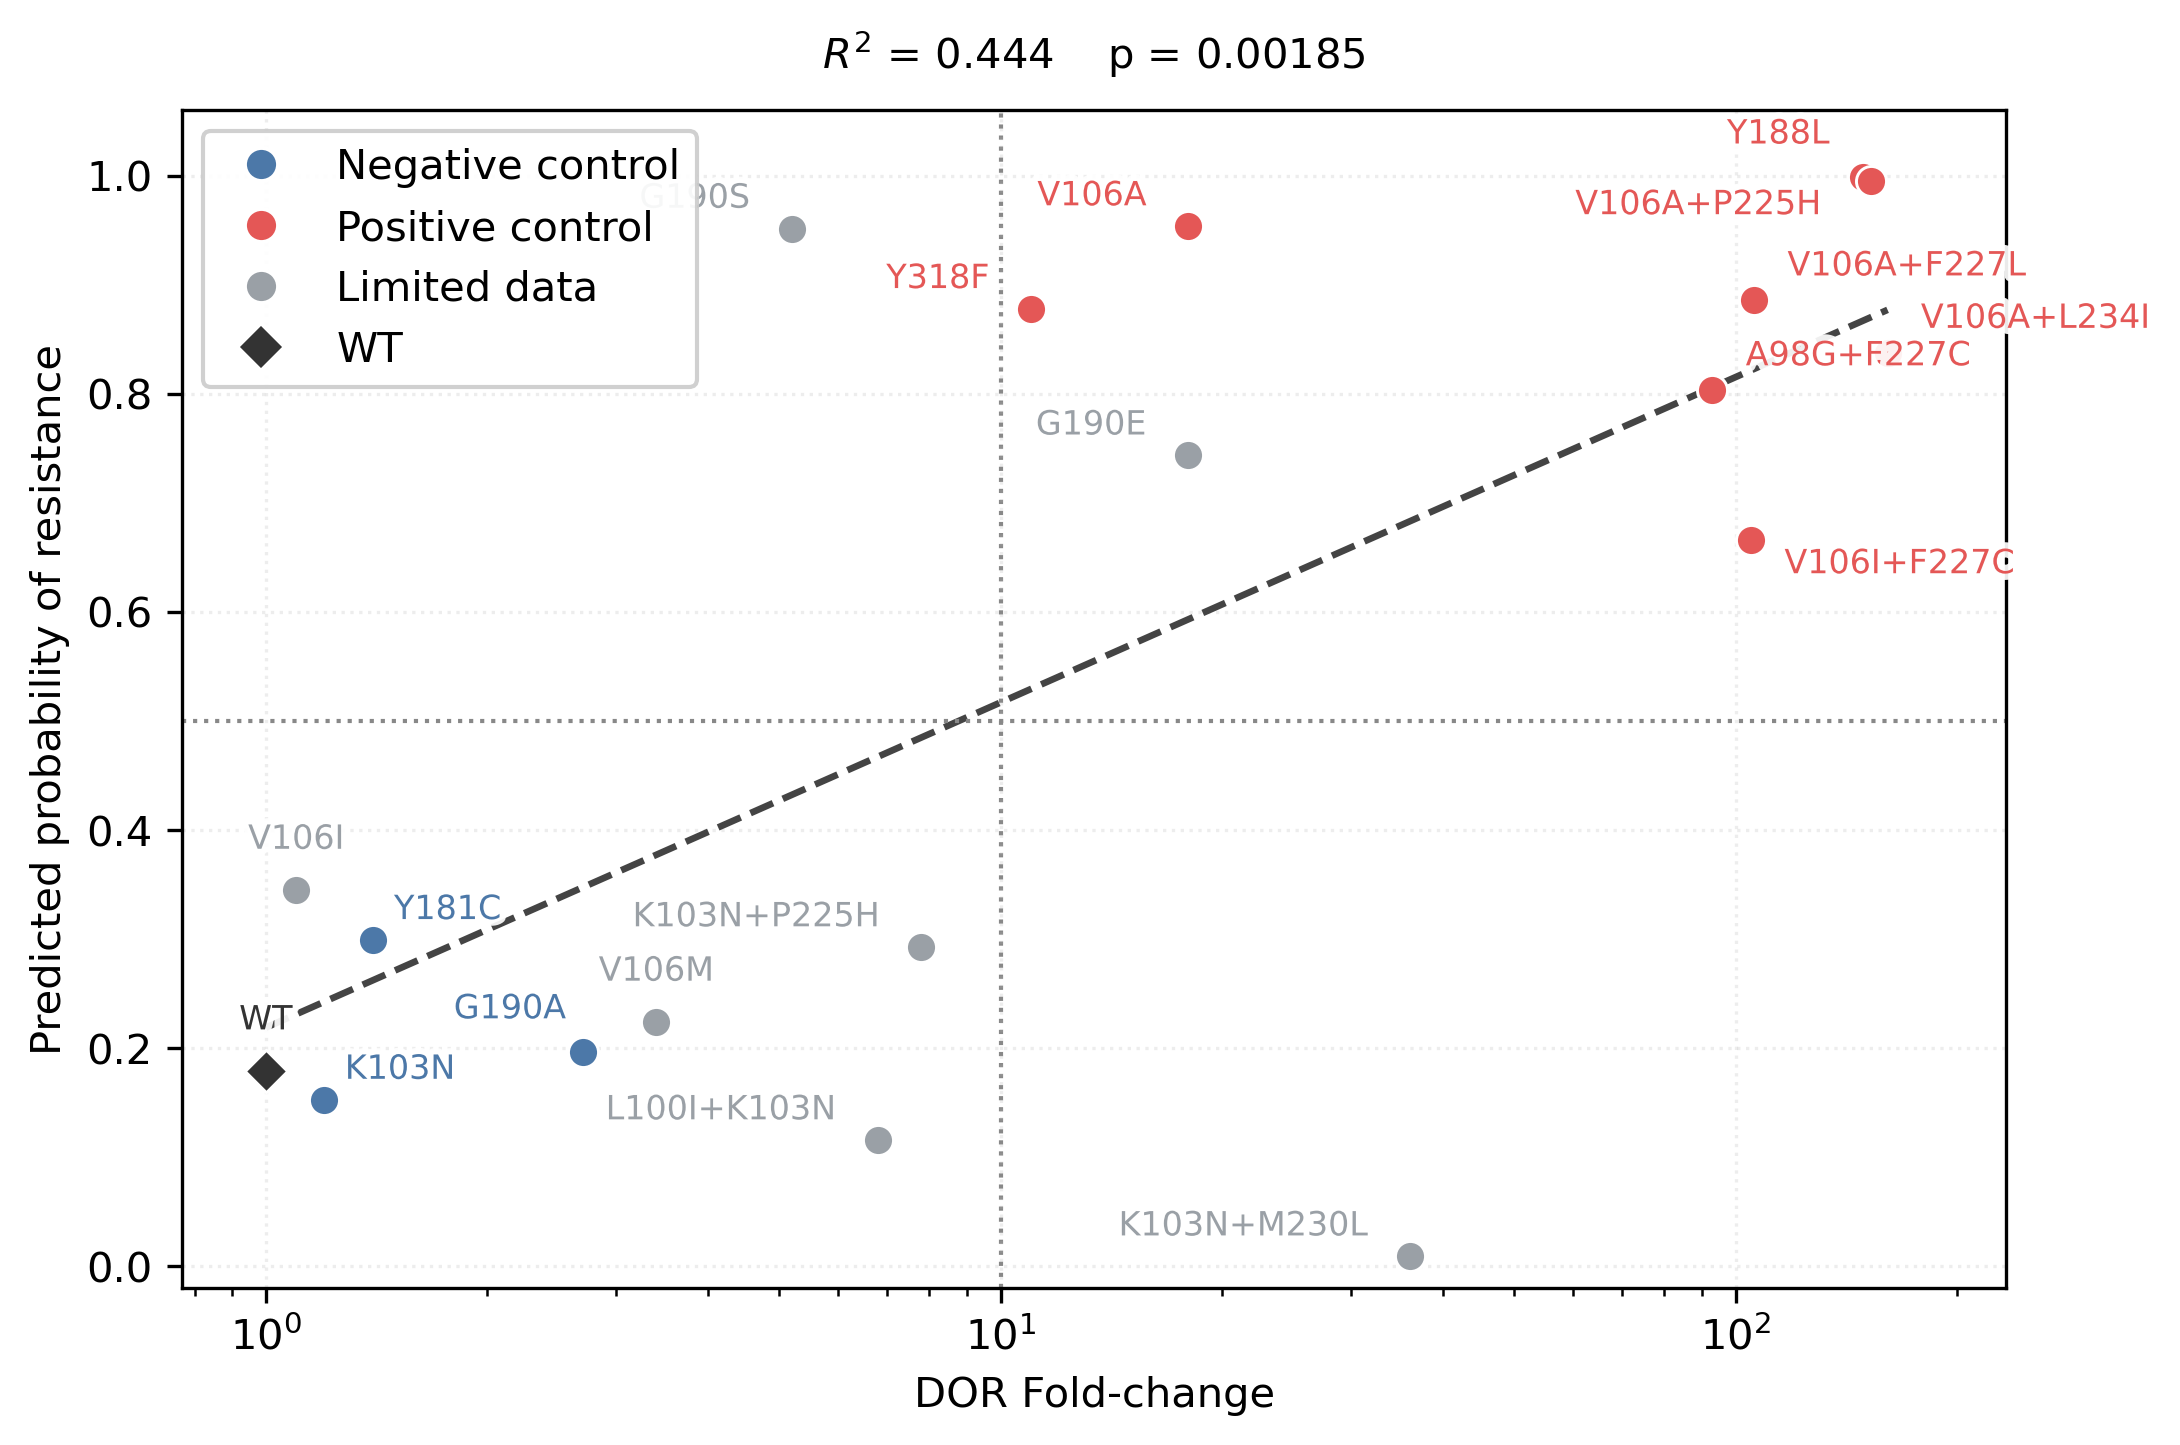 R² = 0.444 p = 0.00185
Negative control
Positive control
Limited data
WT
Y188L
G190S
V106A
V106A+P225H
Y318F
V106A+F227L
V106A+L234I
A98G+F227C
G190E
V106I+F227C
V106I
Y181C
K103N+P225H
V106M
G190A
WT
K103N
L100I+K103N
K103N+M230L
1.0
0.8
0.6
0.4
0.2
0.0
Predicted probability of resistance
10⁰ 10¹ 10²
DOR Fold-change